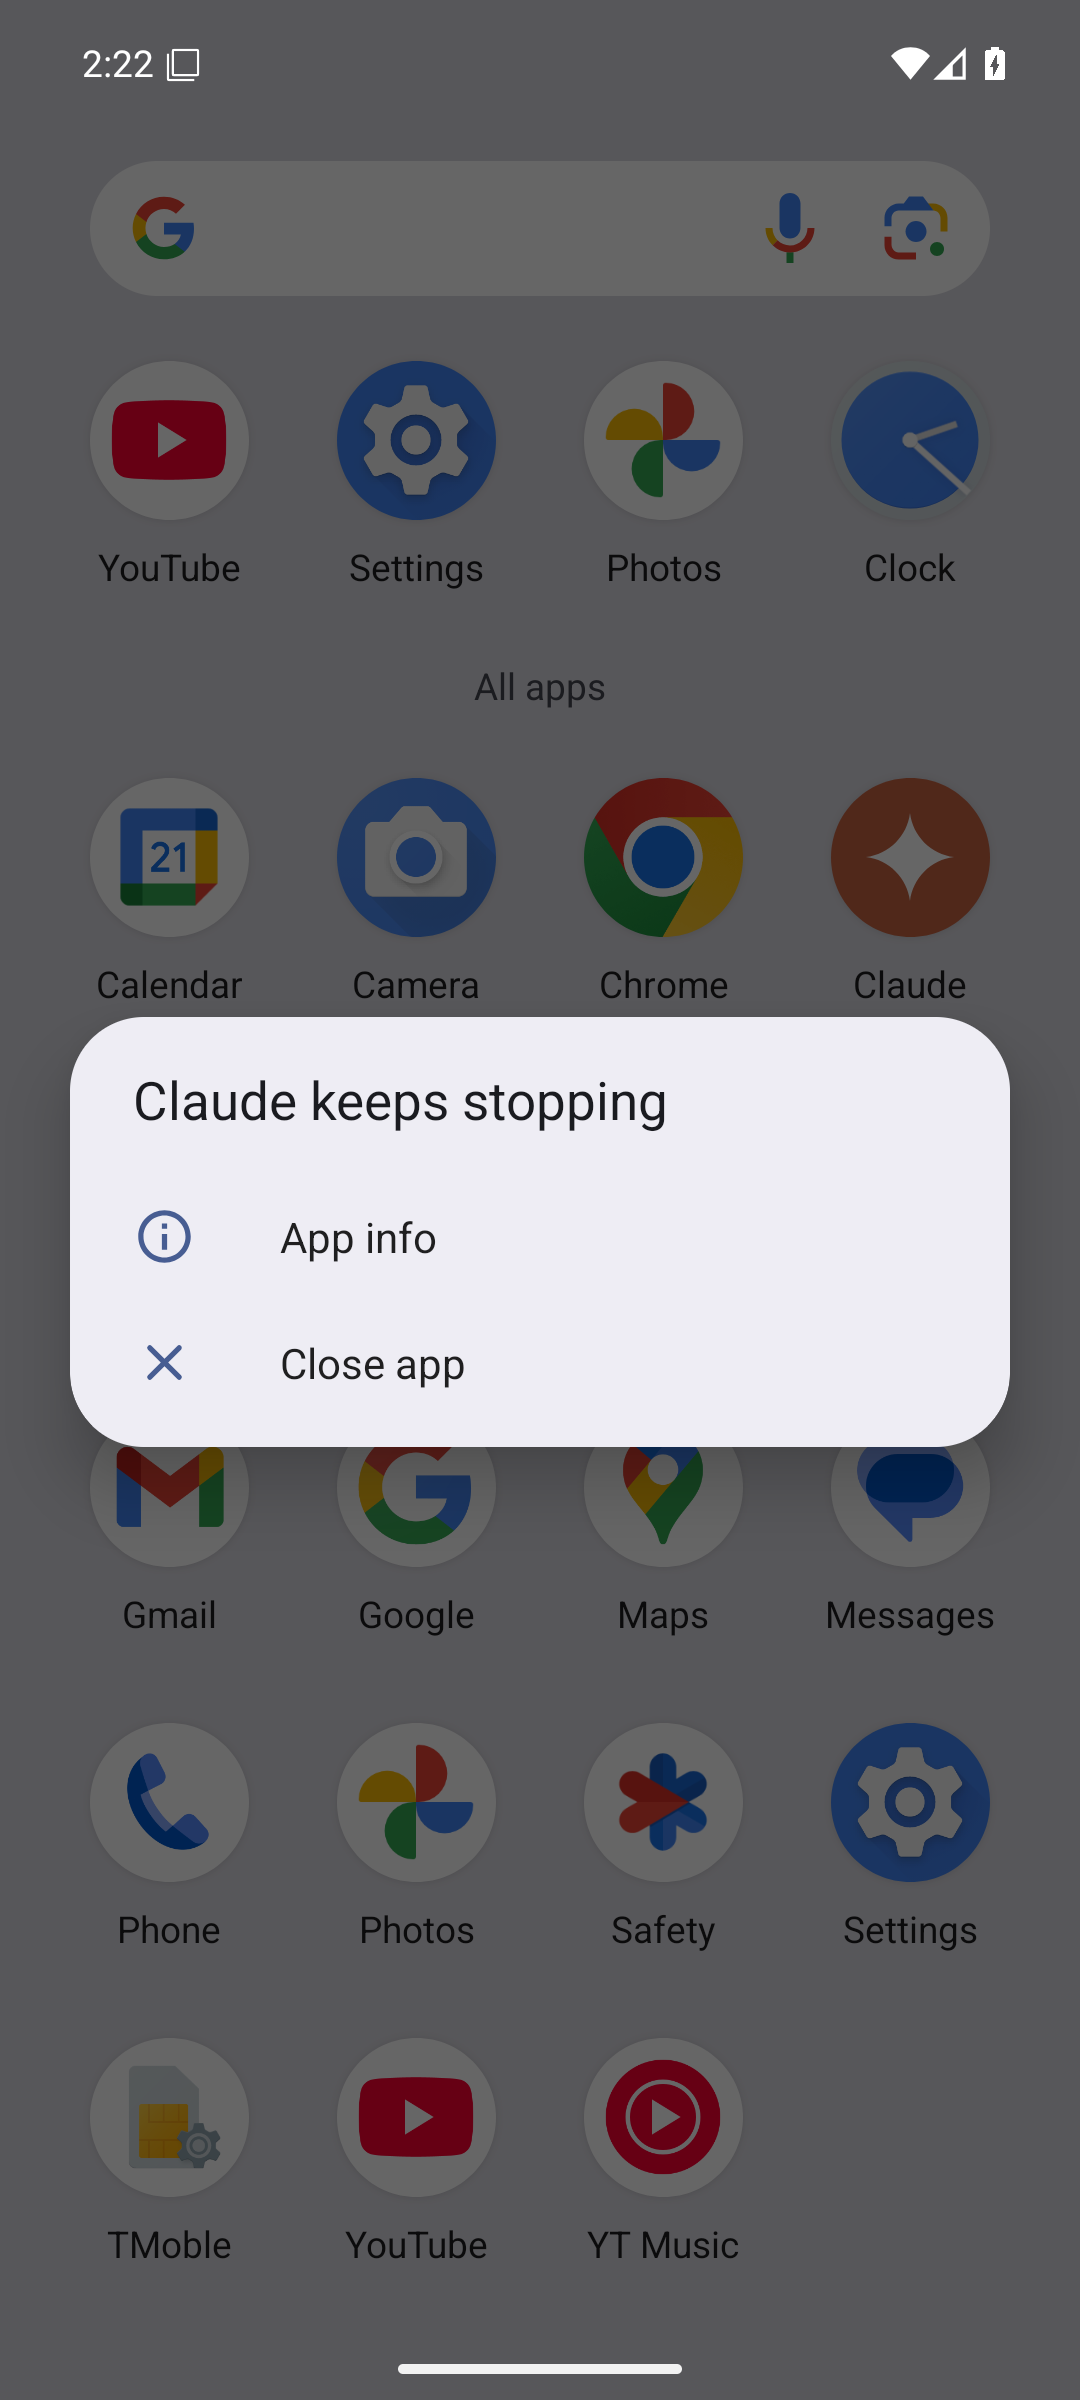 2:22
YouTube Settings Photos Clock
All apps
21
Calendar Camera Chrome Claude
Claude keeps stopping
App info
Close app
Gmail Google Maps Messages
Phone Photos Safety Settings
TMoble YouTube YT Music